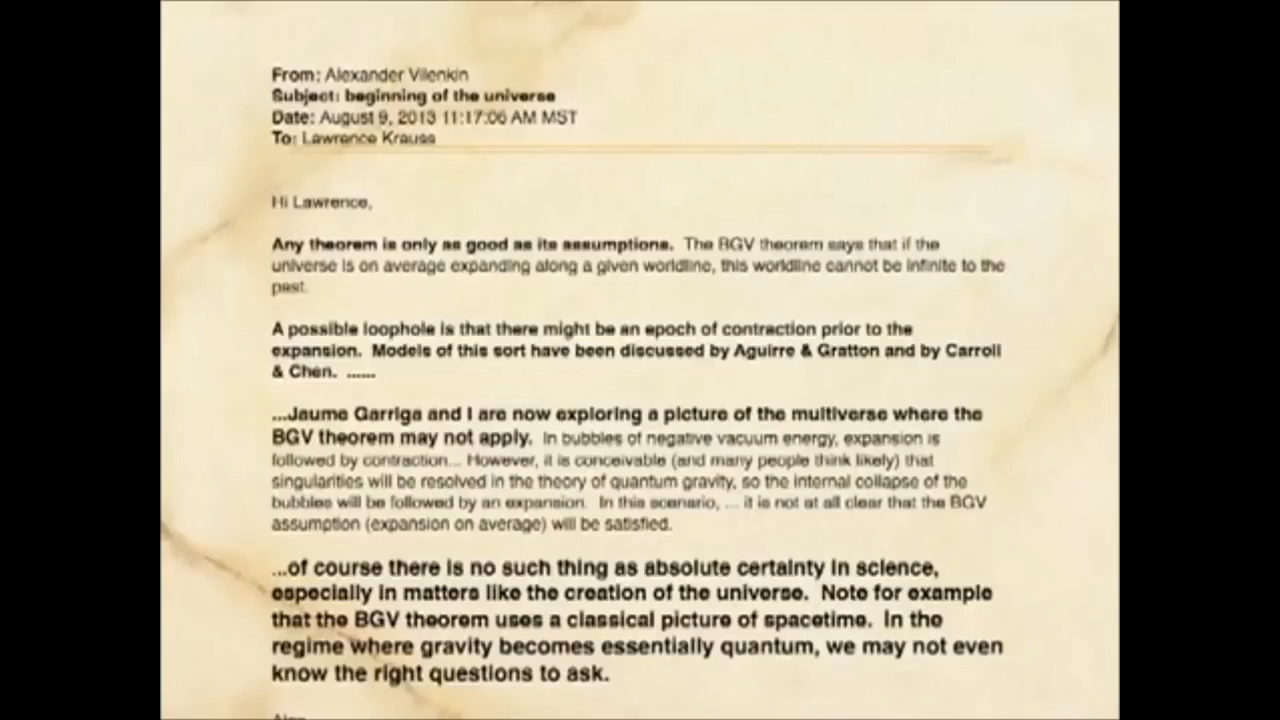 From: Alexander Vilenkin
Subject: beginning of the universe
Date: August 9, 2013 11:17:06 AM MST
To: Lawrence Krauss
Hi Lawrence,
Any theorem is only as good as its assumptions. The BGV theorem says that if the
universe is on average expanding along a given worldline, this worldline cannot be infinite to the
past.
A possible loophole is that there might be an epoch of contraction prior to the
expansion. Models of this sort have been discussed by Aguirre & Gratton and by Carroll
& Chen. ......
...Jaume Garriga and I are now exploring a picture of the multiverse where the
BGV theorem may not apply. In bubbles of negative vacuum energy, expansion is
followed by contraction... However, it is conceivable (and many people think likely) that
singularities will be resolved in the theory of quantum gravity, so the internal collapse of the
bubbles will be followed by an expansion. In this scenario, ... it is not at all clear that the BGV
assumption (expansion on average) will be satisfied.
...of course there is no such thing as absolute certainty in science,
especially in matters like the creation of the universe. Note for example
that the BGV theorem uses a classical picture of spacetime. In the
regime where gravity becomes essentially quantum, we may not even
know the right questions to ask.